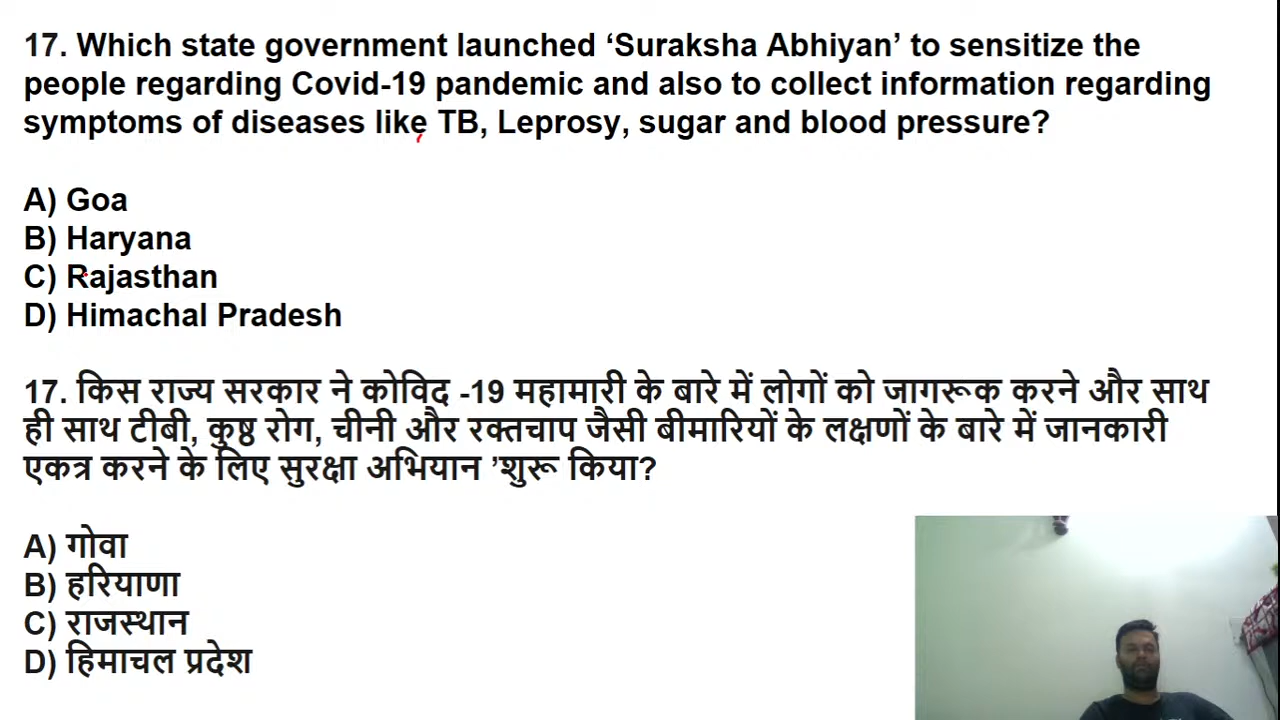 17. Which state government launched ‘Suraksha Abhiyan’ to sensitize the
people regarding Covid-19 pandemic and also to collect information regarding
symptoms of diseases like TB, Leprosy, sugar and blood pressure?
A) Goa
B) Haryana
C) Rajasthan
D) Himachal Pradesh
17. किस राज्य सरकार ने कोविद -19 महामारी के बारे में लोगों को जागरूक करने और साथ
ही साथ टीबी, कुष्ठ रोग, चीनी और रक्तचाप जैसी बीमारियों के लक्षणों के बारे में जानकारी
एकत्र करने के लिए सुरक्षा अभियान ’शुरू किया?
A) गोवा
B) हरियाणा
C) राजस्थान
D) हिमाचल प्रदेश